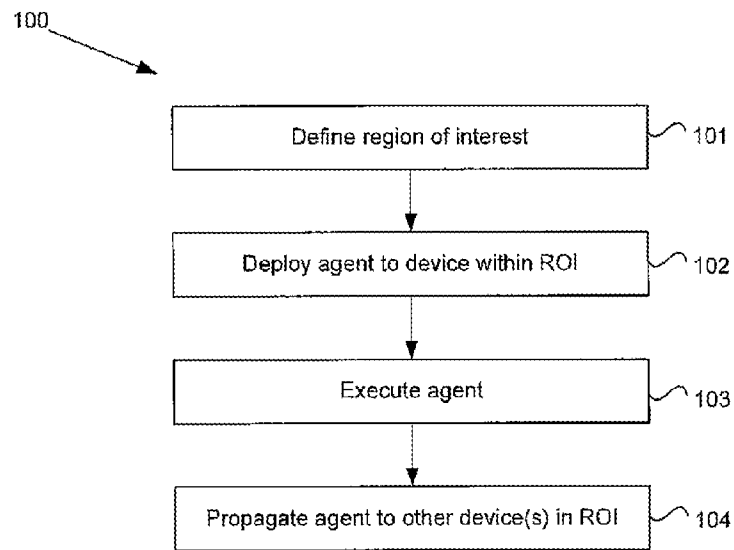 100
Define region of interest
101
Deploy agent to device within ROI
102
Execute agent
103
Propagate agent to other device(s) in ROI
104